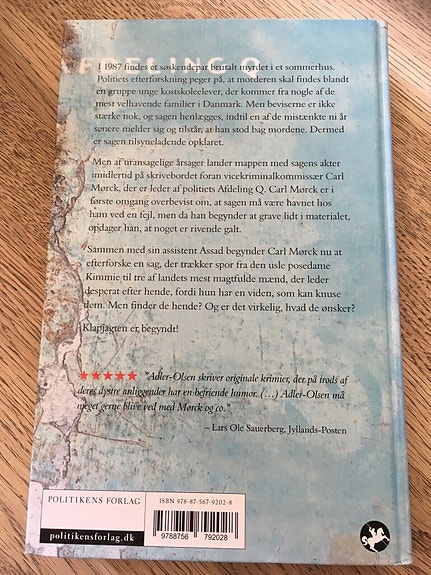 I 1987 findes et søskendepar brutalt myrdet i et sommerhus.
Politiets efterforskning peger på, at morderen skal findes blandt
en gruppe unge kostskoleelever, der kommer fra nogle af de
mest velhavende familier i Danmark. Men beviserne er ikke
stærke nok, og sagen henlægges, indtil en af de mistænkte ni år
senere melder sig og tilstår, at han stod bag mordene. Dermed
er sagen tilsyneladende opklaret.
Men af uransagelige årsager lander mappen med sagens akter
imidlertid på skrivebordet foran vicekriminalkommissær Carl
Mørck, der er leder af politiets Afdeling Q. Carl Mørck er i
første omgang overbevist om, at sagen må være havnet hos
ham ved en fejl, men da han begynder at grave lidt i materialet,
opdager han, at noget er rivende galt.
Sammen med sin assistent Assad begynder Carl Mørck nu at
efterforske en sag, der trækker spor fra den usle posedame
Kimmie til tre af landets mest magtfulde mænd, der leder
desperat efter hende, fordi hun har en viden, som kan knuse
dem. Men finder de hende? Og er det virkelig, hvad de ønsker?
Klapjagten er begyndt!
★★★★★ "Adler-Olsen skriver originale krimier, der på trods af
deres dystre anliggender har en befriende humor. (…) Adler-Olsen må
meget gerne blive ved med Mørck og co."
– Lars Ole Sauerberg, Jyllands-Posten
POLITIKENS FORLAG
politikensforlag.dk
ISBN 978-87-567-9202-8
9788756 792028